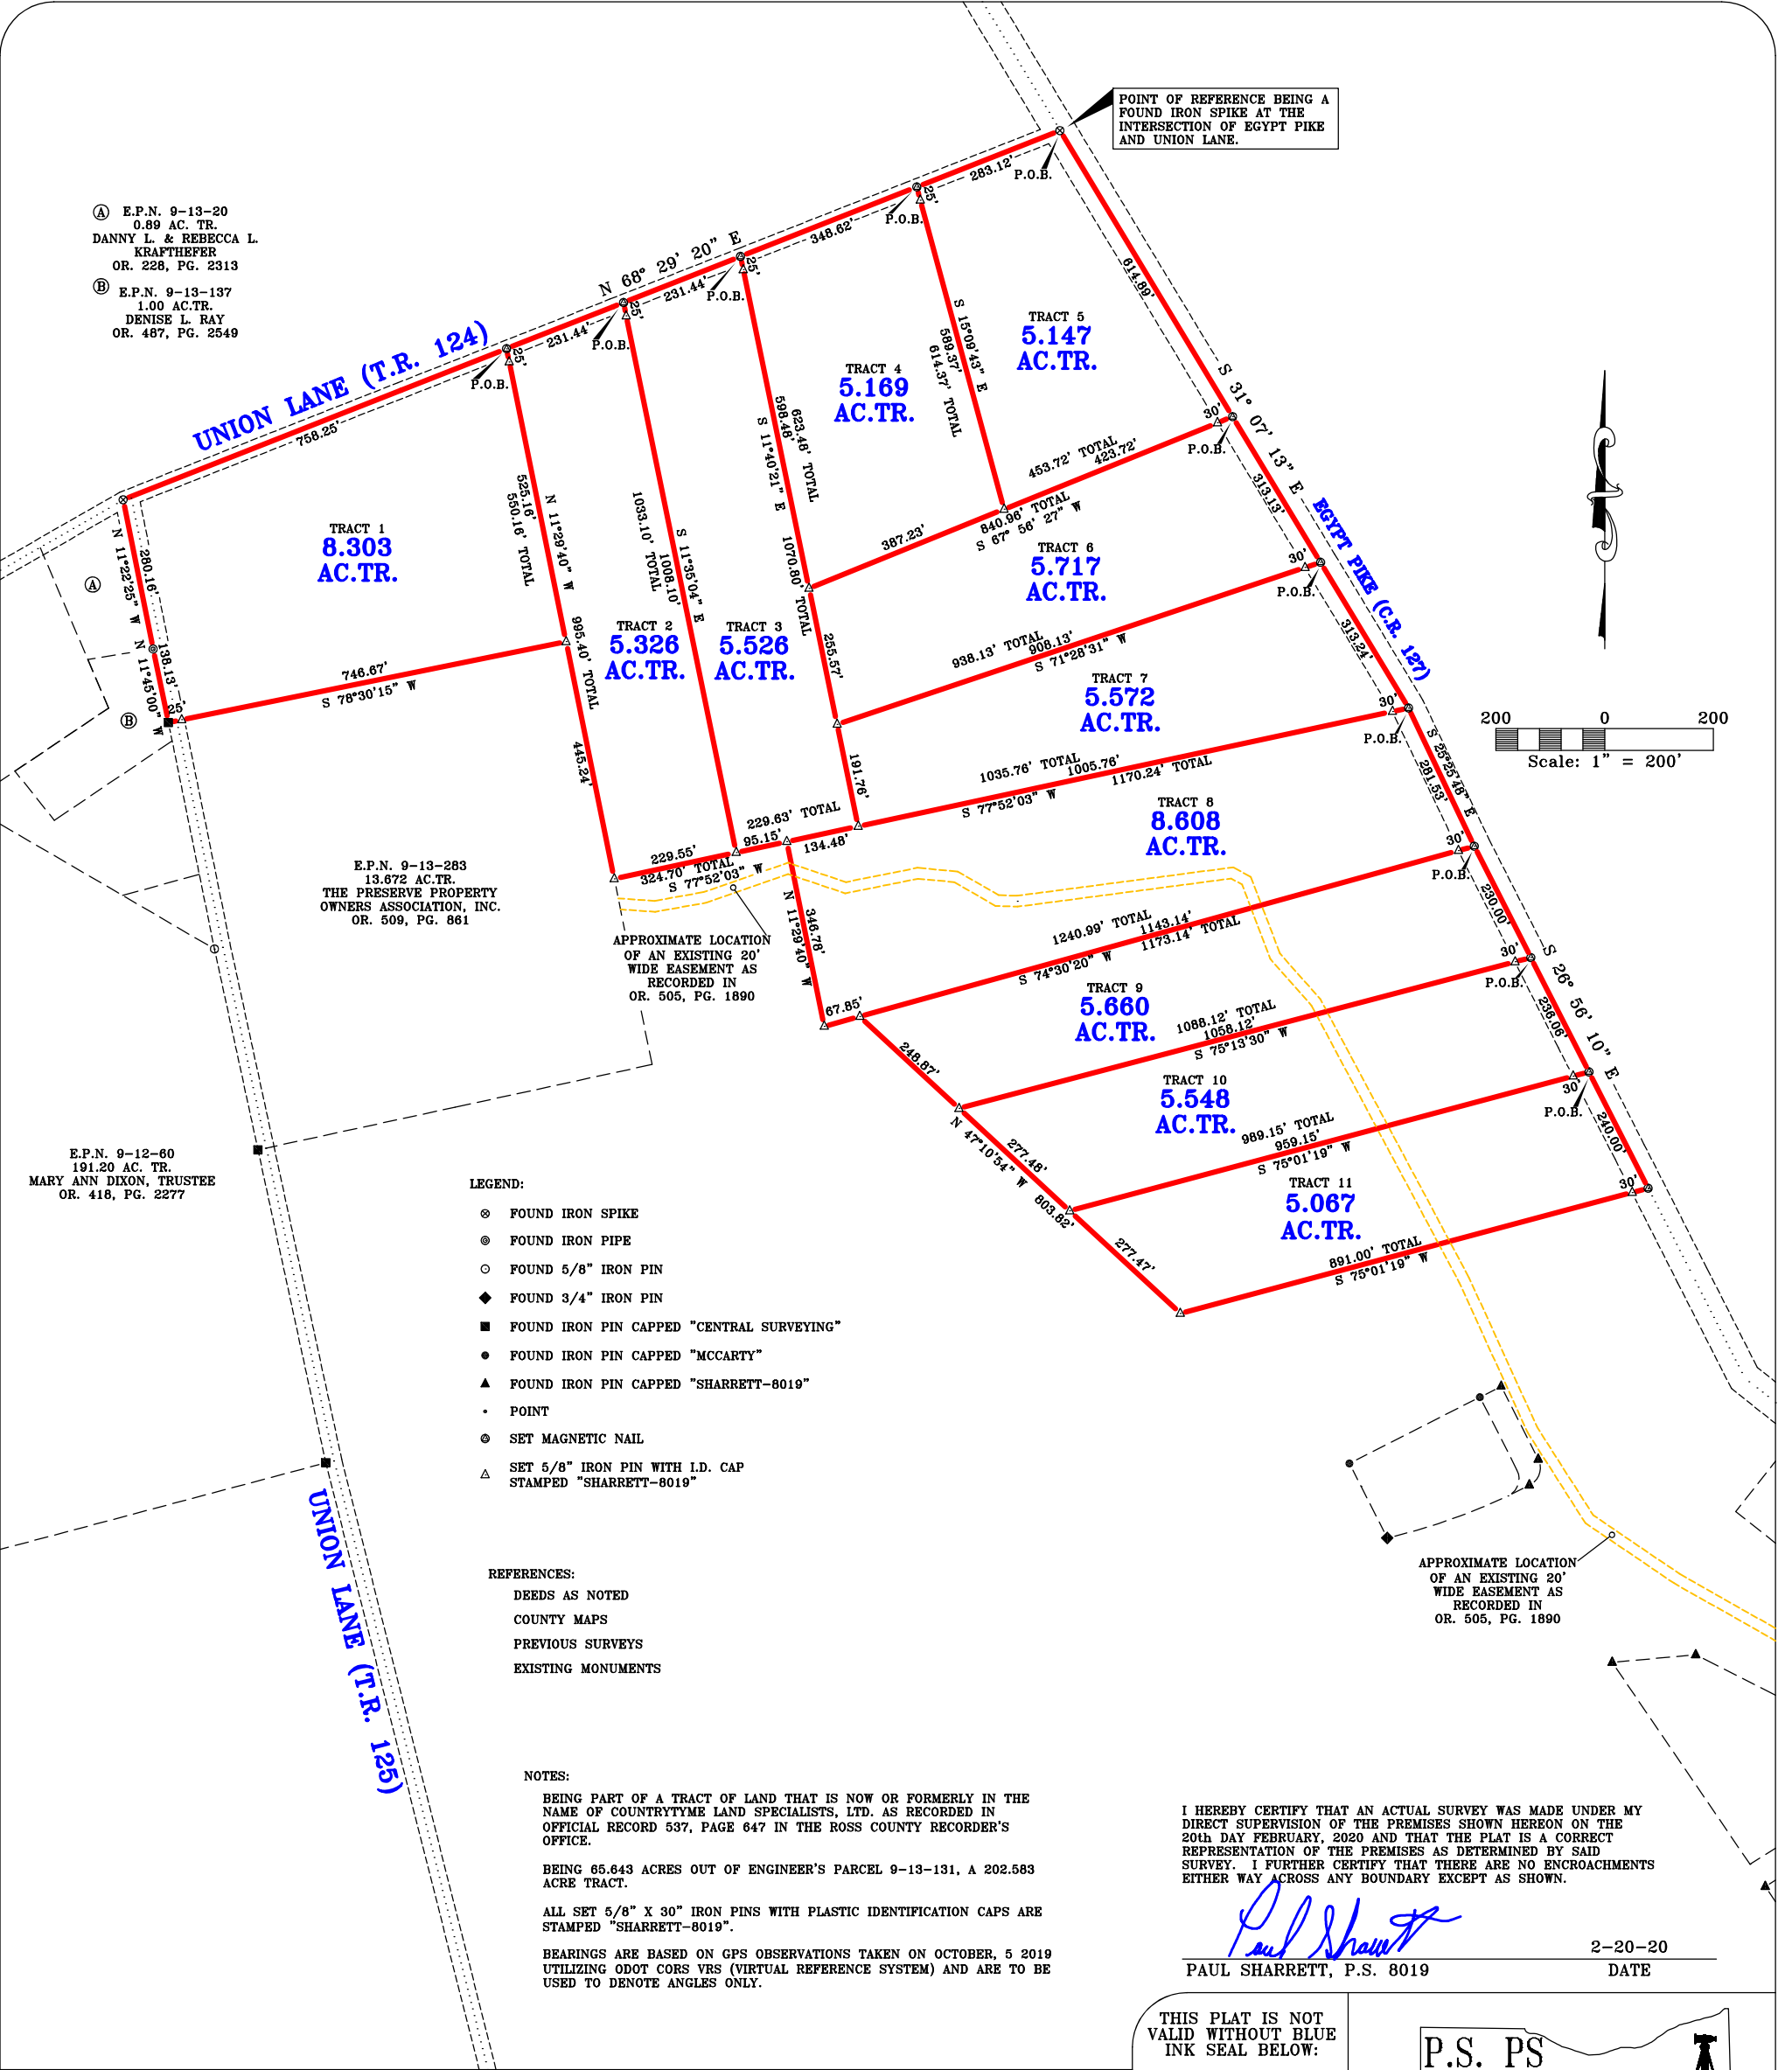 POINT OF REFERENCE BEING A
FOUND IRON SPIKE AT THE
INTERSECTION OF EGYPT PIKE
AND UNION LANE.
P.O.B.
283.12'
25'
P.O.B.
348.62'
Ⓐ E.P.N. 9-13-20
0.89 AC. TR.
DANNY L. & REBECCA L.
KRAFTHEFER
OR. 228, PG. 2313
Ⓑ E.P.N. 9-13-137
1.00 AC.TR.
DENISE L. RAY
OR. 487, PG. 2549
N 68° 29' 20" E
25'
P.O.B.
231.44'
25'
P.O.B.
231.44'
25'
P.O.B.
UNION LANE (T.R. 124)
758.25'
614.89'
S 31° 07' 13" E
TRACT 5
5.147
AC.TR.
S 15°09'43" E
589.37'
614.37' TOTAL
TRACT 4
5.169
AC.TR.
623.48' TOTAL
598.48'
S 11°40'21" E
30'
P.O.B.
453.72' TOTAL
423.72'
840.96' TOTAL
S 67° 56' 27" W
387.23'
313.13'
EGYPT PIKE (C.R. 127)
TRACT 1
8.303
AC.TR.
N 11°22'25" W
280.16'
N 11°45'00" W
138.13'
25'
Ⓐ
Ⓑ
746.67'
S 78°30'15" W
525.16'
550.16' TOTAL
N 11°29'40" W
995.40' TOTAL
445.24'
1033.10' TOTAL
1008.10'
S 11°35'04" E
TRACT 2
5.326
AC.TR.
TRACT 3
5.526
AC.TR.
1070.80' TOTAL
255.57'
191.76'
TRACT 6
5.717
AC.TR.
30'
P.O.B.
938.13' TOTAL
908.13'
S 71°28'31" W
313.24'
TRACT 7
5.572
AC.TR.
30'
P.O.B.
1035.76' TOTAL
1005.76'
1170.24' TOTAL
S 77°52'03" W
200 0 200
Scale: 1" = 200'
S 25°25'48" E
281.53'
TRACT 8
8.608
AC.TR.
229.63' TOTAL
95.15'
134.48'
229.55'
324.70' TOTAL
S 77°52'03" W
30'
P.O.B.
E.P.N. 9-13-283
13.672 AC.TR.
THE PRESERVE PROPERTY
OWNERS ASSOCIATION, INC.
OR. 509, PG. 861
346.78'
N 11°29'40" W
APPROXIMATE LOCATION
OF AN EXISTING 20'
WIDE EASEMENT AS
RECORDED IN
OR. 505, PG. 1890
230.00'
1240.99' TOTAL
1143.14'
1173.14' TOTAL
S 74°30'20" W
67.85'
30'
P.O.B.
S 26° 56' 10" E
TRACT 9
5.660
AC.TR.
236.06'
1088.12' TOTAL
1058.12'
S 75°13'30" W
248.87'
TRACT 10
5.548
AC.TR.
30'
P.O.B.
240.00'
989.15' TOTAL
959.15'
S 75°01'19" W
277.48'
N 47°10'54" W 803.82'
TRACT 11
5.067
AC.TR.
30'
277.47'
891.00' TOTAL
S 75°01'19" W
E.P.N. 9-12-60
191.20 AC. TR.
MARY ANN DIXON, TRUSTEE
OR. 418, PG. 2277
LEGEND:
FOUND IRON SPIKE
FOUND IRON PIPE
FOUND 5/8" IRON PIN
FOUND 3/4" IRON PIN
FOUND IRON PIN CAPPED "CENTRAL SURVEYING"
FOUND IRON PIN CAPPED "MCCARTY"
FOUND IRON PIN CAPPED "SHARRETT-8019"
POINT
SET MAGNETIC NAIL
SET 5/8" IRON PIN WITH I.D. CAP
STAMPED "SHARRETT-8019"
UNION LANE (T.R. 125)
APPROXIMATE LOCATION
OF AN EXISTING 20'
WIDE EASEMENT AS
RECORDED IN
OR. 505, PG. 1890
REFERENCES:
DEEDS AS NOTED
COUNTY MAPS
PREVIOUS SURVEYS
EXISTING MONUMENTS
NOTES:
BEING PART OF A TRACT OF LAND THAT IS NOW OR FORMERLY IN THE
NAME OF COUNTRYTYME LAND SPECIALISTS, LTD. AS RECORDED IN
OFFICIAL RECORD 537, PAGE 647 IN THE ROSS COUNTY RECORDER'S
OFFICE.
BEING 65.643 ACRES OUT OF ENGINEER'S PARCEL 9-13-131, A 202.583
ACRE TRACT.
ALL SET 5/8" X 30" IRON PINS WITH PLASTIC IDENTIFICATION CAPS ARE
STAMPED "SHARRETT-8019".
BEARINGS ARE BASED ON GPS OBSERVATIONS TAKEN ON OCTOBER, 5 2019
UTILIZING ODOT CORS VRS (VIRTUAL REFERENCE SYSTEM) AND ARE TO BE
USED TO DENOTE ANGLES ONLY.
I HEREBY CERTIFY THAT AN ACTUAL SURVEY WAS MADE UNDER MY
DIRECT SUPERVISION OF THE PREMISES SHOWN HEREON ON THE
20th DAY FEBRUARY, 2020 AND THAT THE PLAT IS A CORRECT
REPRESENTATION OF THE PREMISES AS DETERMINED BY SAID
SURVEY. I FURTHER CERTIFY THAT THERE ARE NO ENCROACHMENTS
EITHER WAY ACROSS ANY BOUNDARY EXCEPT AS SHOWN.
Paul Sharrett
2-20-20
PAUL SHARRETT, P.S. 8019 DATE
THIS PLAT IS NOT
VALID WITHOUT BLUE
INK SEAL BELOW:
P.S. PS